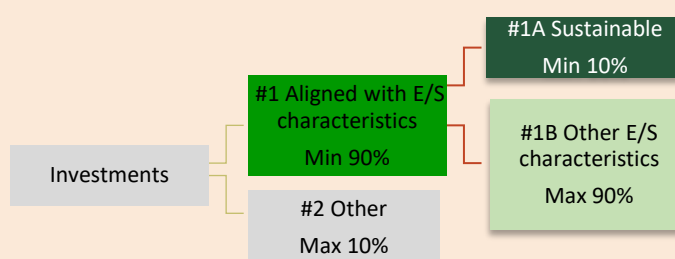 Investments
#1 Aligned with E/S
characteristics
Min 90%
#2 Other
Max 10%
#1A Sustainable
Min 10%
#1B Other E/S
characteristics
Max 90%